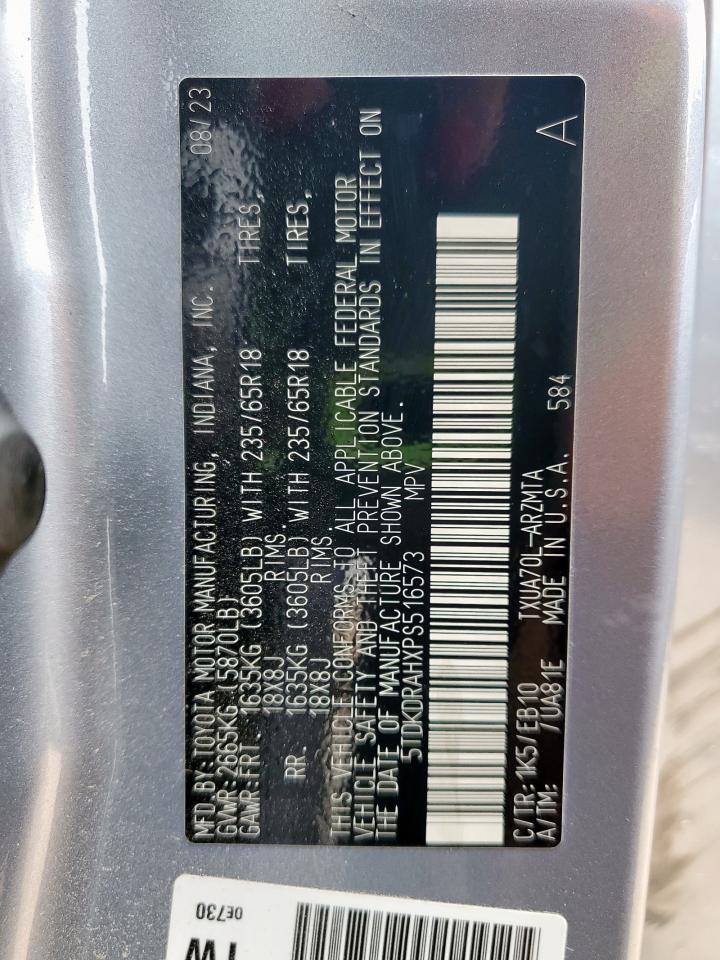 MFD.BY:TOYOTA MOTOR MANUFACTURING, INDIANA, INC. 08/23
GVWR:2665KG (5870LB)
GAWR:FRT. 1635KG (3605LB) WITH 235/65R18 TIRES,
18X8J RIMS.
RR. 1635KG (3605LB) WITH 235/65R18 TIRES,
18X8J RIMS.
THIS VEHICLE CONFORMS TO ALL APPLICABLE FEDERAL MOTOR
VEHICLE SAFETY AND THEFT PREVENTION STANDARDS IN EFFECT ON
THE DATE OF MANUFACTURE SHOWN ABOVE.
5TDKDRAHXPS516573 MPV
C/TR:1K5/EB10 TXUA70L-ARZMTA A
A/TM: /UA81E MADE IN U.S.A. 584
0E730